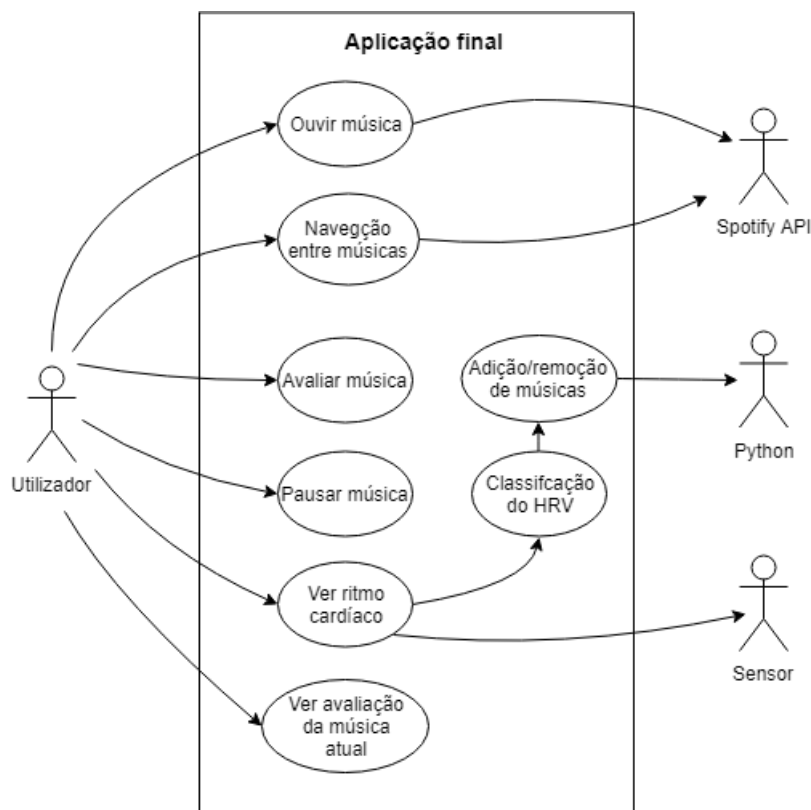 Aplicação final
Ouvir música
Spotify API
Navegção
entre músicas
Avaliar música
Adição/remoção
de músicas
Utilizador
Python
Pausar música
Classifcação
do HRV
Ver ritmo
cardíaco
Sensor
Ver avaliação
da música
atual